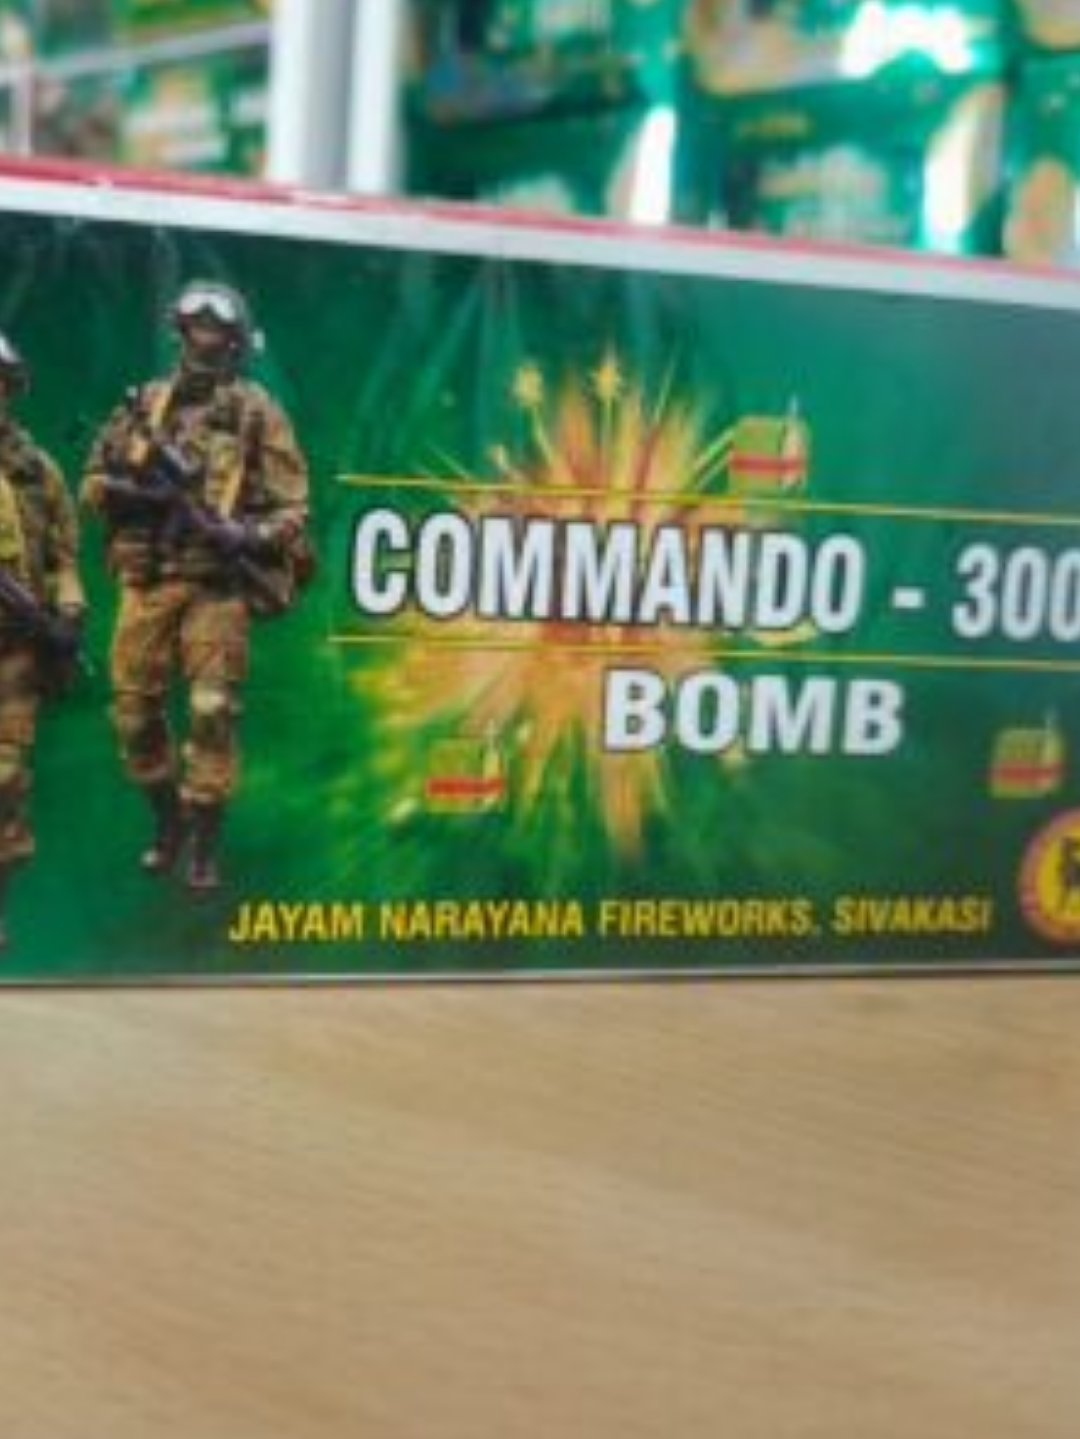 COMMANDO - 300
BOMB
JAYAM NARAYANA FIREWORKS. SIVAKASI